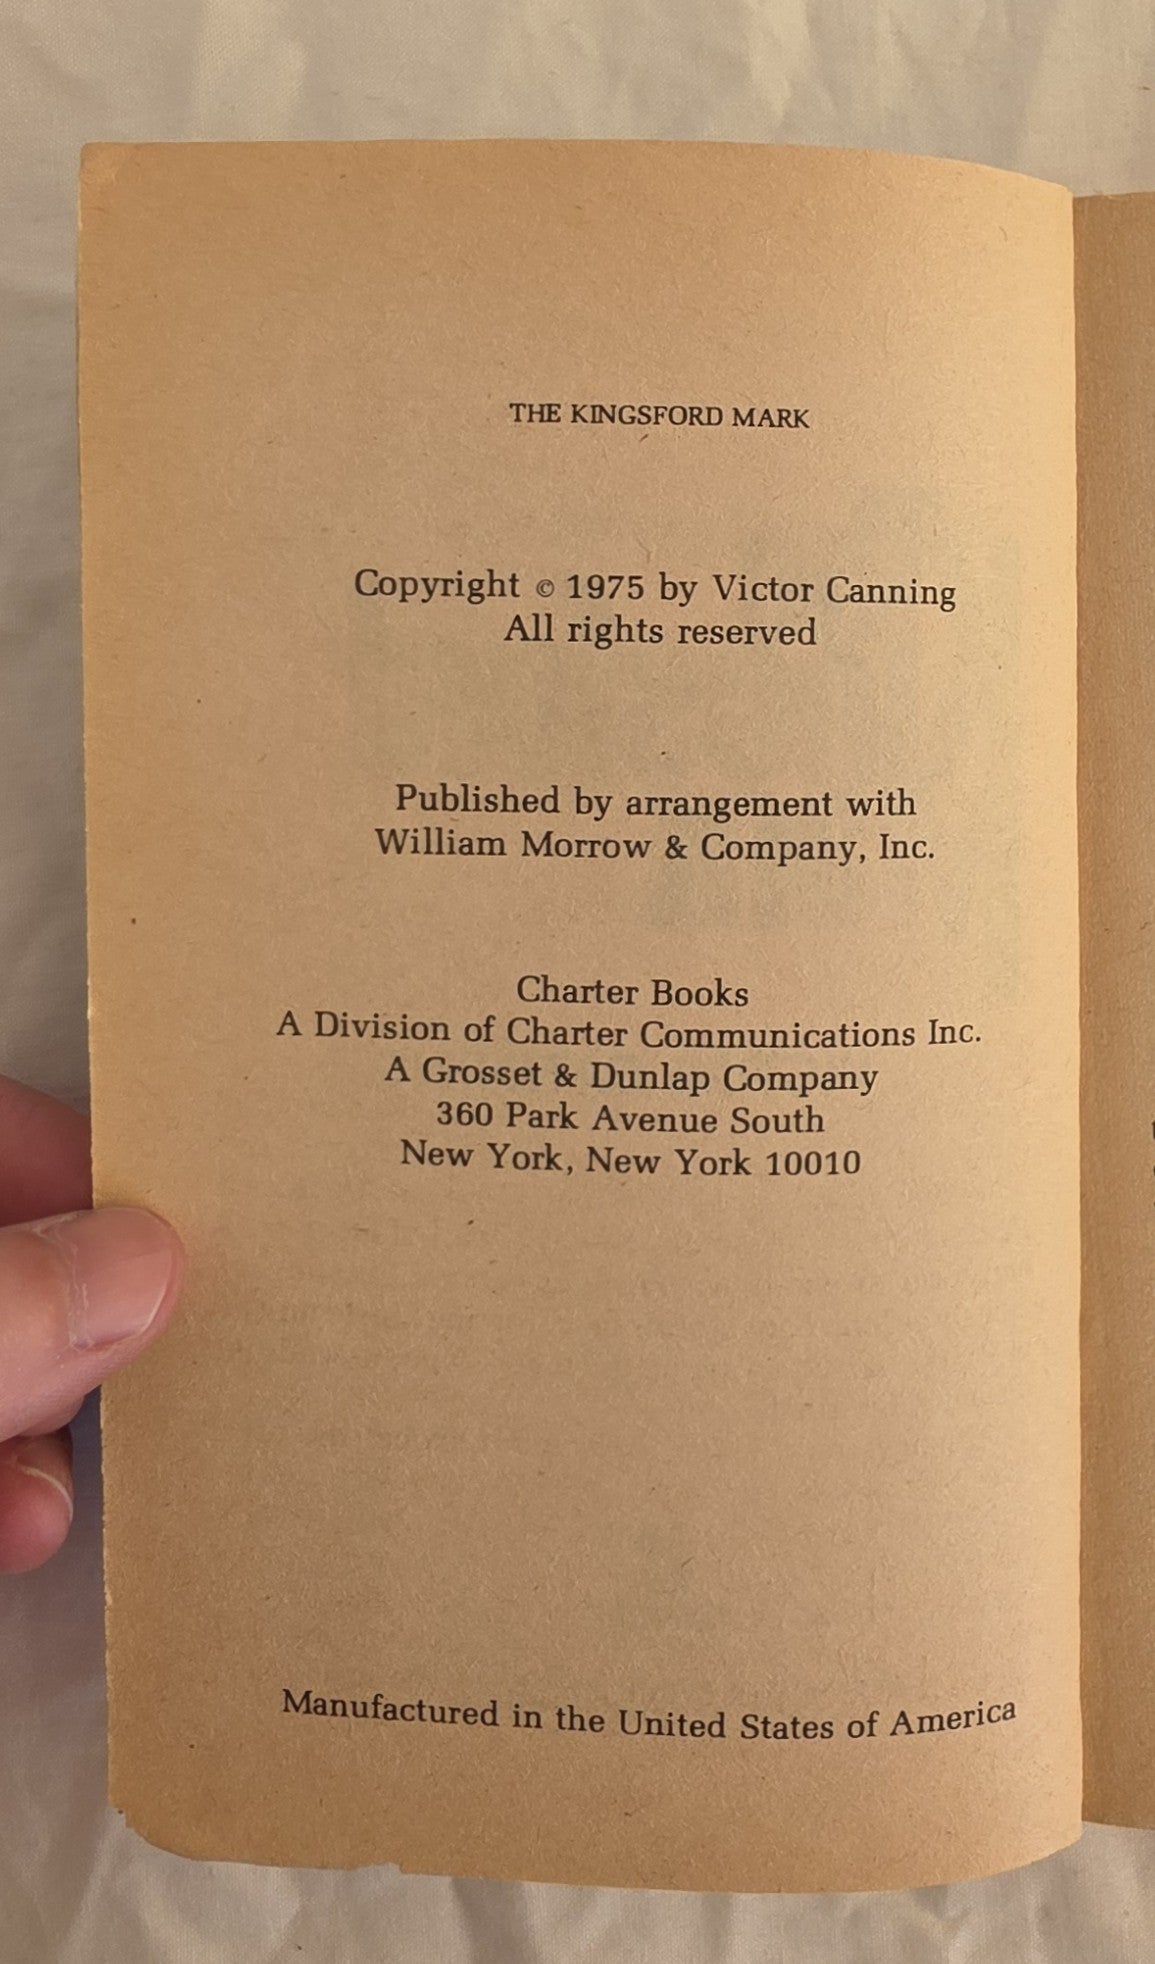 THE KINGSFORD MARK
Copyright © 1975 by Victor Canning
All rights reserved
Published by arrangement with
William Morrow & Company, Inc.
Charter Books
A Division of Charter Communications Inc.
A Grosset & Dunlap Company
360 Park Avenue South
New York, New York 10010
Manufactured in the United States of America